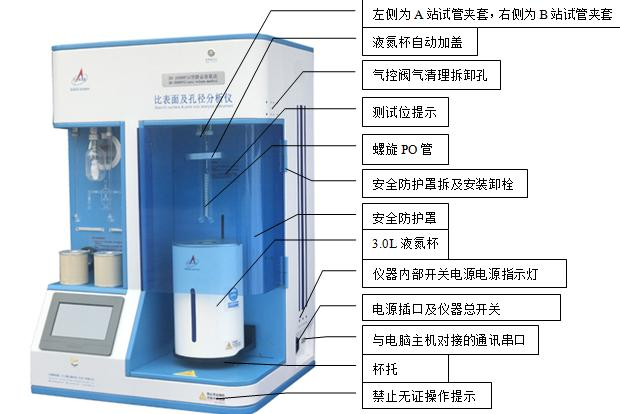 左侧为 A 站试管夹套，右侧为 B 站试管夹套
液氮杯自动加盖
气控阀气清理拆卸孔
测试位提示
螺旋 PO 管
安全防护罩拆及安装卸栓
安全防护罩
3.0L 液氮杯
仪器内部开关电源电源指示灯
电源插口及仪器总开关
与电脑主机对接的通讯串口
杯托
禁止无证操作提示
比表面及孔径分析仪